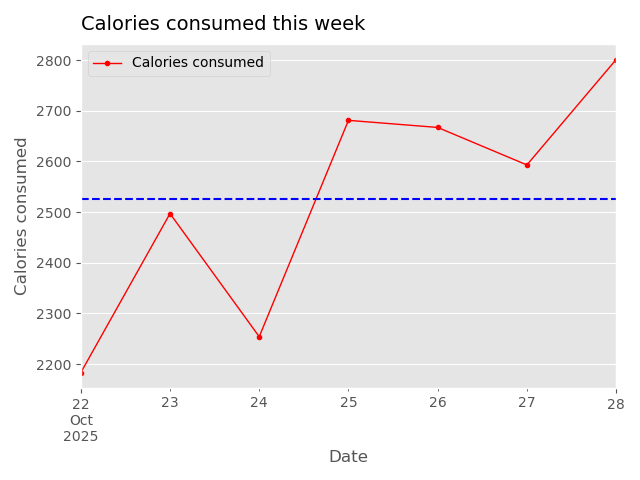 Calories consumed this week
Calories consumed
2800
2700
2600
2500
2400
2300
2200
Calories consumed
22 23 24 25 26 27 28
Oct
2025
Date